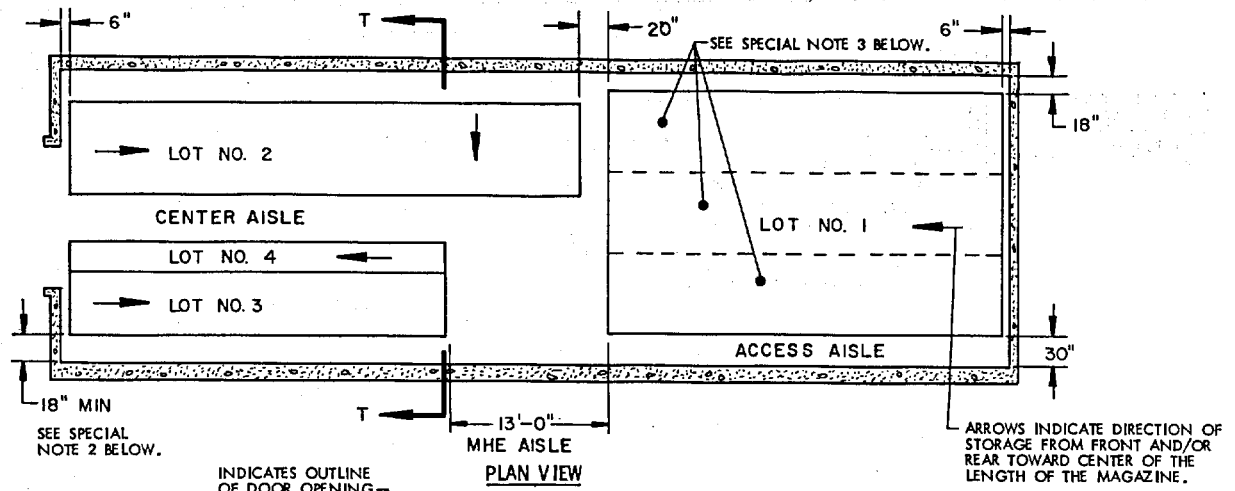 6"
T
20"
6"
SEE SPECIAL NOTE 3 BELOW.
18"
LOT NO. 2
CENTER AISLE
LOT NO. 1
LOT NO. 4
LOT NO. 3
ACCESS AISLE
30"
18" MIN
SEE SPECIAL
NOTE 2 BELOW.
T
13'-0"
MHE AISLE
PLAN VIEW
ARROWS INDICATE DIRECTION OF
STORAGE FROM FRONT AND/OR
REAR TOWARD CENTER OF THE
LENGTH OF THE MAGAZINE.
INDICATES OUTLINE
OF DOOR OPENING